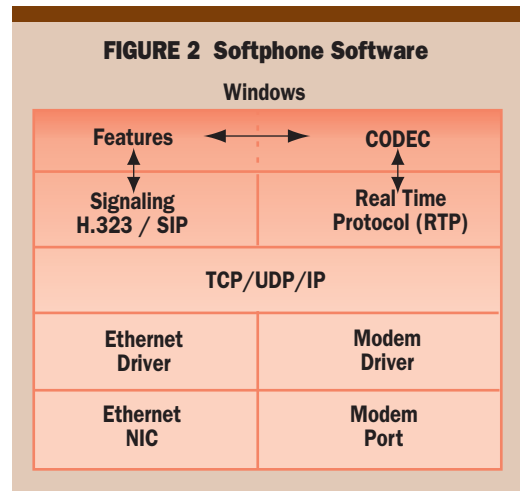 FIGURE 2 Softphone Software
Windows
Features
CODEC
Signaling
H.323 / SIP
Real Time
Protocol (RTP)
TCP/UDP/IP
Ethernet
Driver
Modem
Driver
Ethernet
NIC
Modem
Port